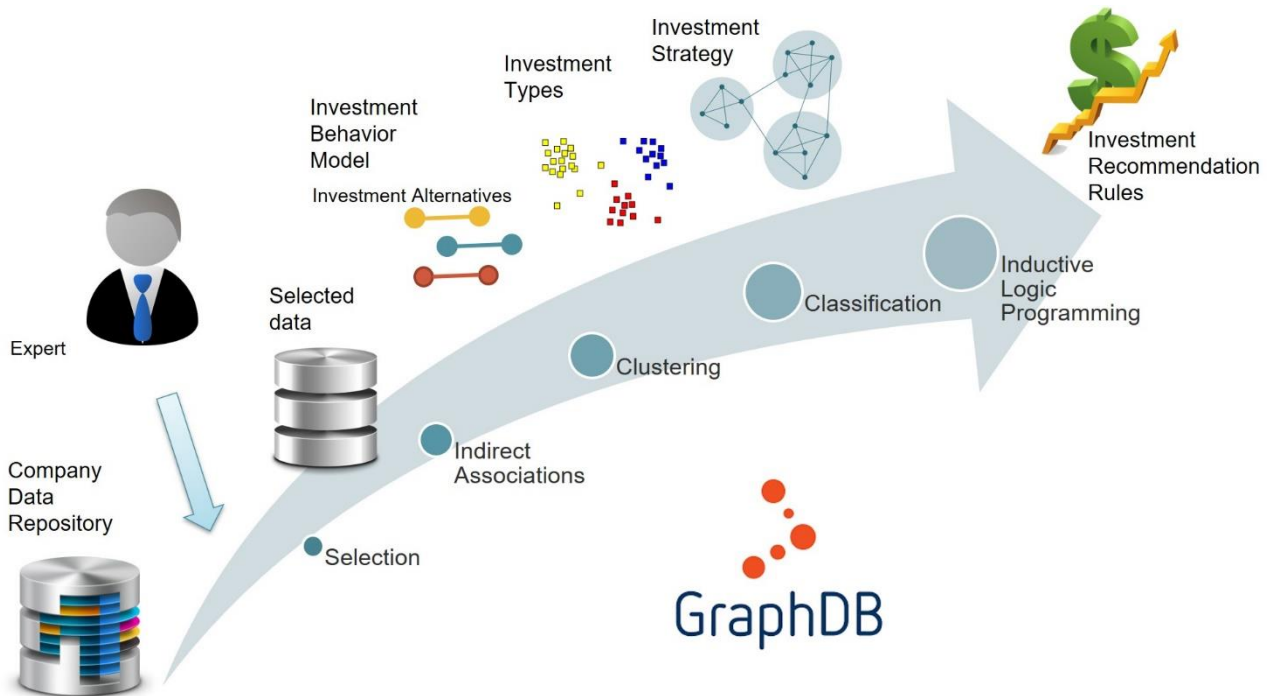 Investment
Strategy
Investment
Types
Investment
Behavior
Model
Investment Alternatives
Investment
Recommendation
Rules
Expert
Selected
data
Company
Data
Repository
Selection
Indirect
Associations
Clustering
Classification
Inductive
Logic
Programming
GraphDB